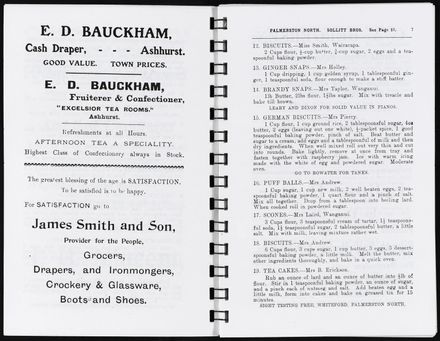 E. D. BAUCKHAM,
Cash Draper, - - - Ashhurst.
GOOD VALUE. TOWN PRICES.
E. D. BAUCKHAM,
Fruiterer & Confectioner,
"EXCELSIOR TEA ROOMS."
Ashhurst.
Refreshments at all Hours.
AFTERNOON TEA A SPECIALITY.
Highest Class of Confectionery always in Stock.
The greatest blessing of the age is SATISFACTION.
To be satisfied is to be happy.
For SATISFACTION go to
James Smith and Son,
Provider for the People,
Grocers,
Drapers, and Ironmongers,
Crockery & Glassware,
Boots and Shoes.
PALMERSTON NORTH. SOLLITT BROS. See Page 7
12. BISCUITS.—Miss Smith, Wairarapa.
2 Cups flour, ½-cup butter, ½-cup sugar, 2 eggs and a tea-
spoonful baking powder.
13. GINGER SNAPS.—Mrs Holley.
1 Cup dripping, 1 cup golden syrup, 1 tablespoonful gin-
ger, 1 teaspoonful soda, flour enough to make a stiff batter.
14. BRANDY SNAPS.—Mrs Taylor, Wanganui.
1lb Butter, 2lbs flour, 1½lbs sugar. Mix with treacle and
bake till brown.
LEARY AND DIXON FOR SOLID VALUE IN PIANOS.
15. GERMAN BISCUITS.—Mrs Pierry.
1 Cup flour, 1 cup ground rice, 2 tablespoonsful sugar,
butter, 2 eggs (leaving out one white), ½-packet spice, 1 good
teaspoonful baking powder, pinch of salt. Beat butter and
sugar to a cream, add eggs and a tablespoonful of milk and then
dry ingredients. When well mixed roll out very thin and cut
into rounds. Bake lightly, remove at once from tray and
fasten together with raspberry jam. Ice with warm icing
made with the white of egg and powdered sugar. Moderate
oven.
GO TO ROWATER FOR TANKS.
16. PUFF BALLS.—Mrs Andrew.
1 Cup sugar, 1 cup new milk, 2 well beaten eggs, 2 tea-
spoonsful baking powder, 1 quart flour and a pinch of salt.
Mix all together. Drop from a tablespoon into boiling lard.
When cooked roll in powdered sugar.
17. SCONES.—Mrs Laird, Wanganui.
3 Cups flour, 3 teaspoonsful cream of tartar, 1½ teaspoons-
ful soda, 1½ tablespoonsful sugar, 2 tablespoonsful butter, a little
salt. Mix with milk, leaving mixture rather wet.
18. BISCUITS.—Mrs Andrew.
6 Cups flour, 3 cups sugar, 1 cup butter, 3 eggs, 3 dessert-
spoonsful baking powder, a little milk. Melt the butter, mix
other ingredients thoroughly, and bake in a quick oven.
19. TEA CAKES.—Mrs B. Erickson.
Rub an ounce of lard and an ounce of butter into ¾lb of
flour. Stir in 1 teaspoonful baking powder, an ounce of sugar,
and a pinch each of nutmeg and salt. Add beaten egg and a
little milk, form into cakes and bake on greased tin for 15
minutes.
SIGHT TESTING FREE, WHITEFORD, PALMERSTON NORTH.